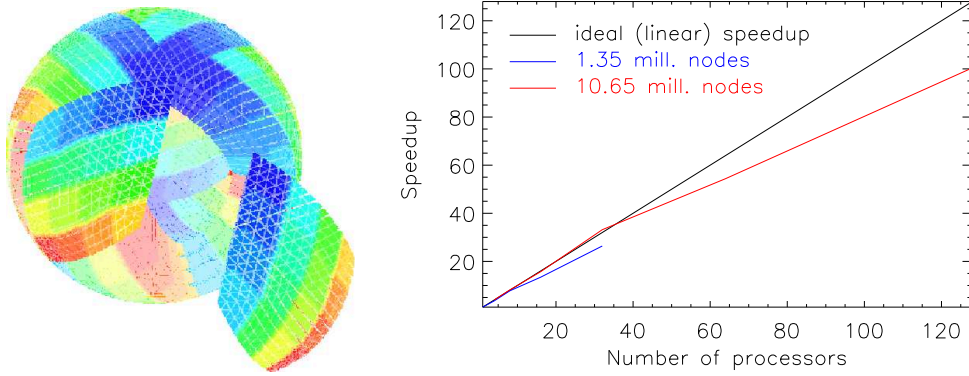 ideal (linear) speedup
1.35 mill. nodes
10.65 mill. nodes
Speedup
120
100
80
60
40
20
20 40 60 80 100 120
Number of processors